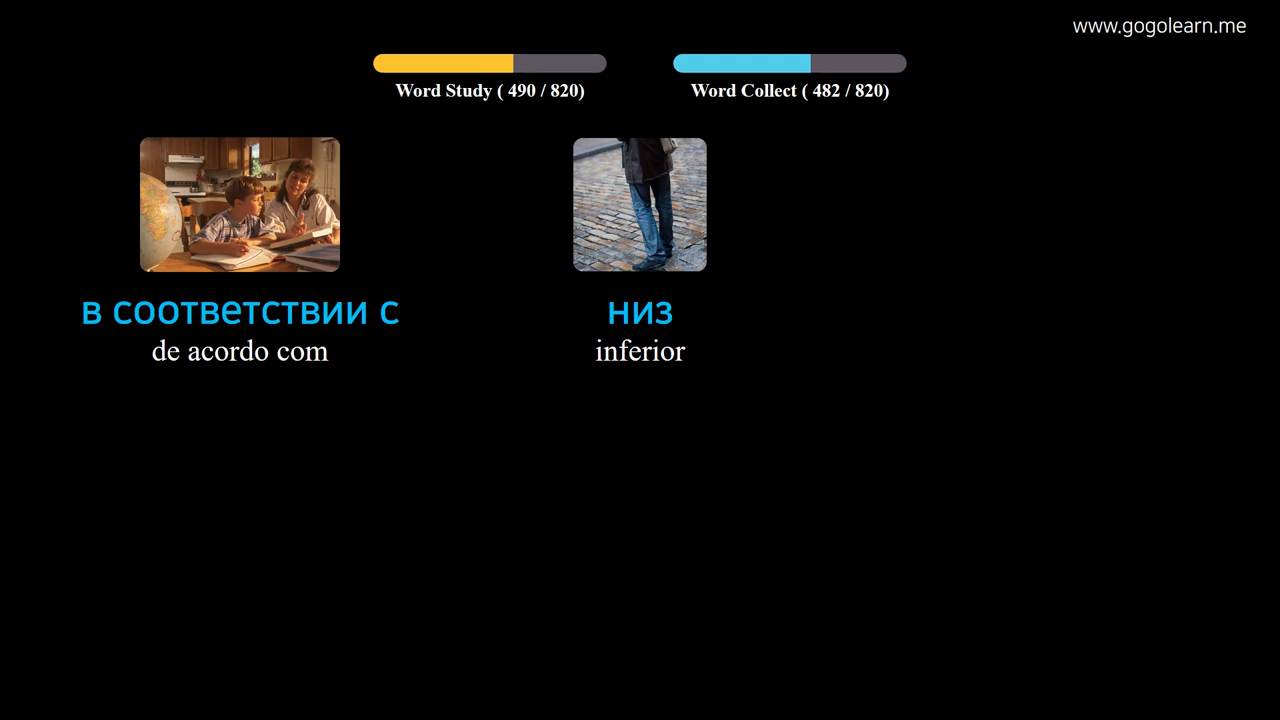 www.gogolearn.me
Word Study ( 490 / 820)
Word Collect ( 482 / 820)
в соответствии с
de acordo com
низ
inferior